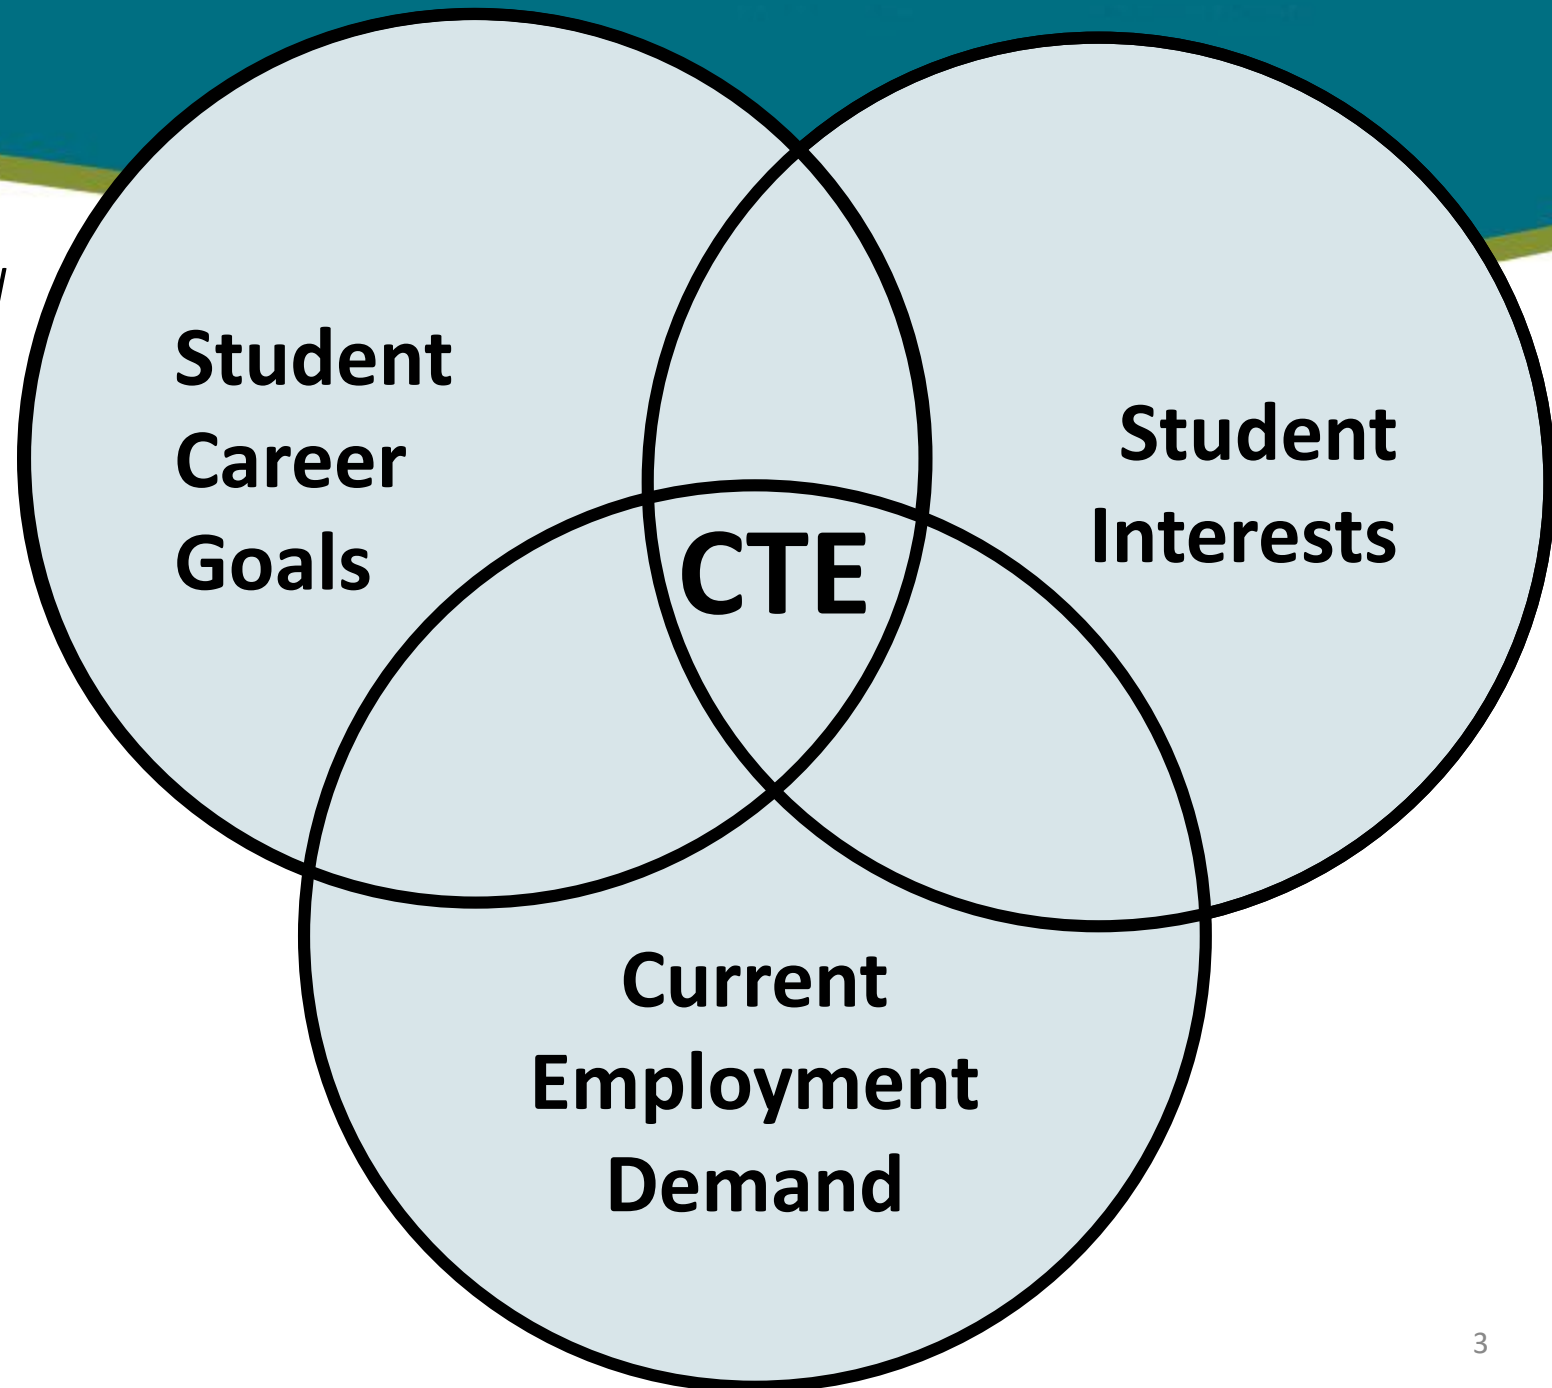 Student
Career
Goals
Student
Interests
CTE
Current
Employment
Demand
3